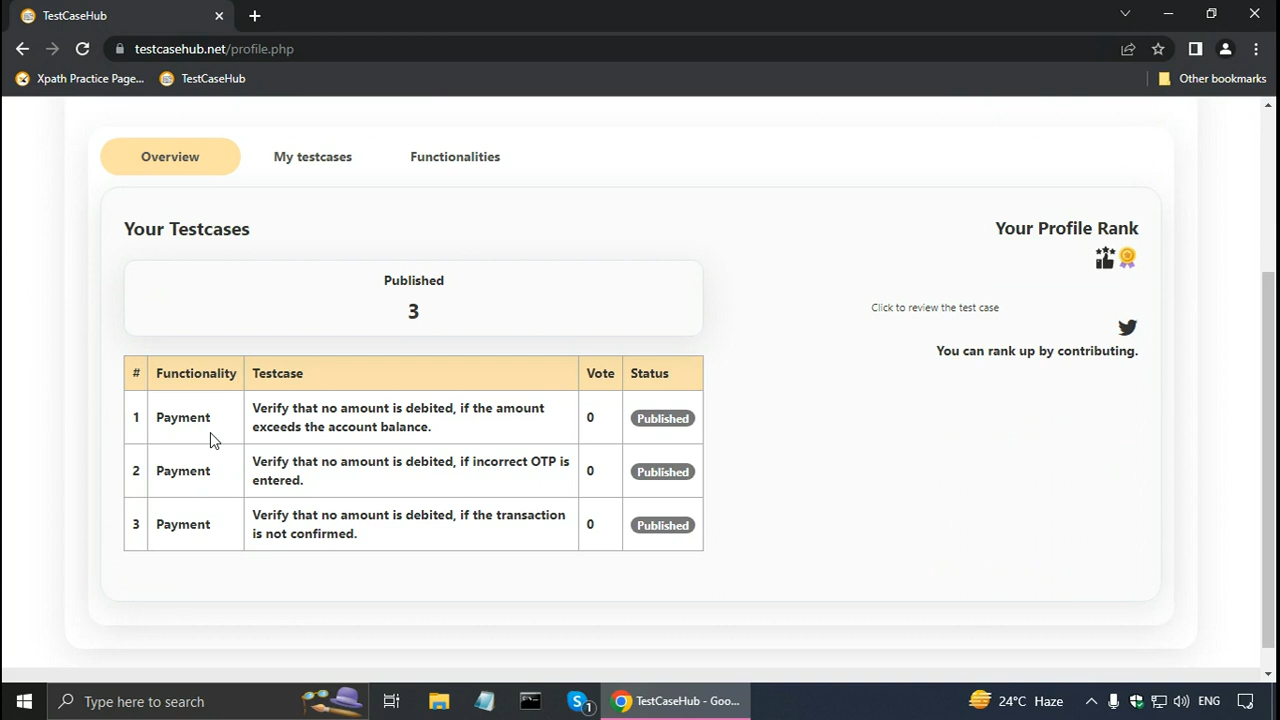 TestCaseHub
testcasehub.net/profile.php
Xpath Practice Page...
TestCaseHub
Other bookmarks
Overview
My testcases
Functionalities
Your Testcases
Your Profile Rank
Published
3
Click to review the test case
You can rank up by contributing.
# Functionality Testcase Vote Status
1 Payment Verify that no amount is debited, if the amount
exceeds the account balance. 0 Published
2 Payment Verify that no amount is debited, if incorrect OTP is
entered. 0 Published
3 Payment Verify that no amount is debited, if the transaction
is not confirmed. 0 Published
Type here to search
1
TestCaseHub - Goo...
24°C Haze
ENG